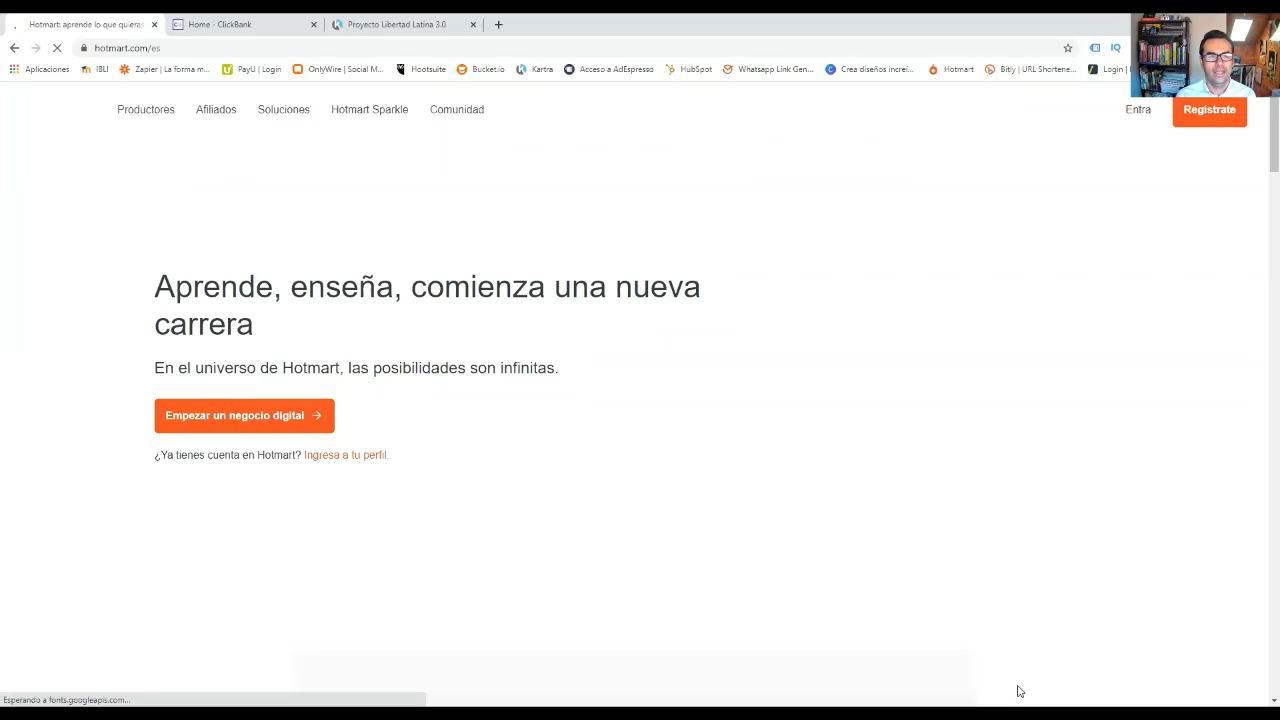 Hotmart: aprende lo que quieras
Home - ClickBank
Proyecto Libertad Latina 3.0
hotmart.com/es
IQ
Aplicaciones
IBLI
Zapier | La forma m...
PayU | Login
OnlyWire | Social M...
Hootsuite
Bucket.io
Kartra
Acceso a AdEspresso
HubSpot
Whatsapp Link Gen...
Crea diseños increí...
Hotmart
Bitly | URL Shortene...
Login |
Productores
Afiliados
Soluciones
Hotmart Sparkle
Comunidad
Entra
Regístrate
Aprende, enseña, comienza una nueva
carrera
En el universo de Hotmart, las posibilidades son infinitas.
Empezar un negocio digital →
¿Ya tienes cuenta en Hotmart? Ingresa a tu perfil.
Esperando a fonts.googleapis.com...